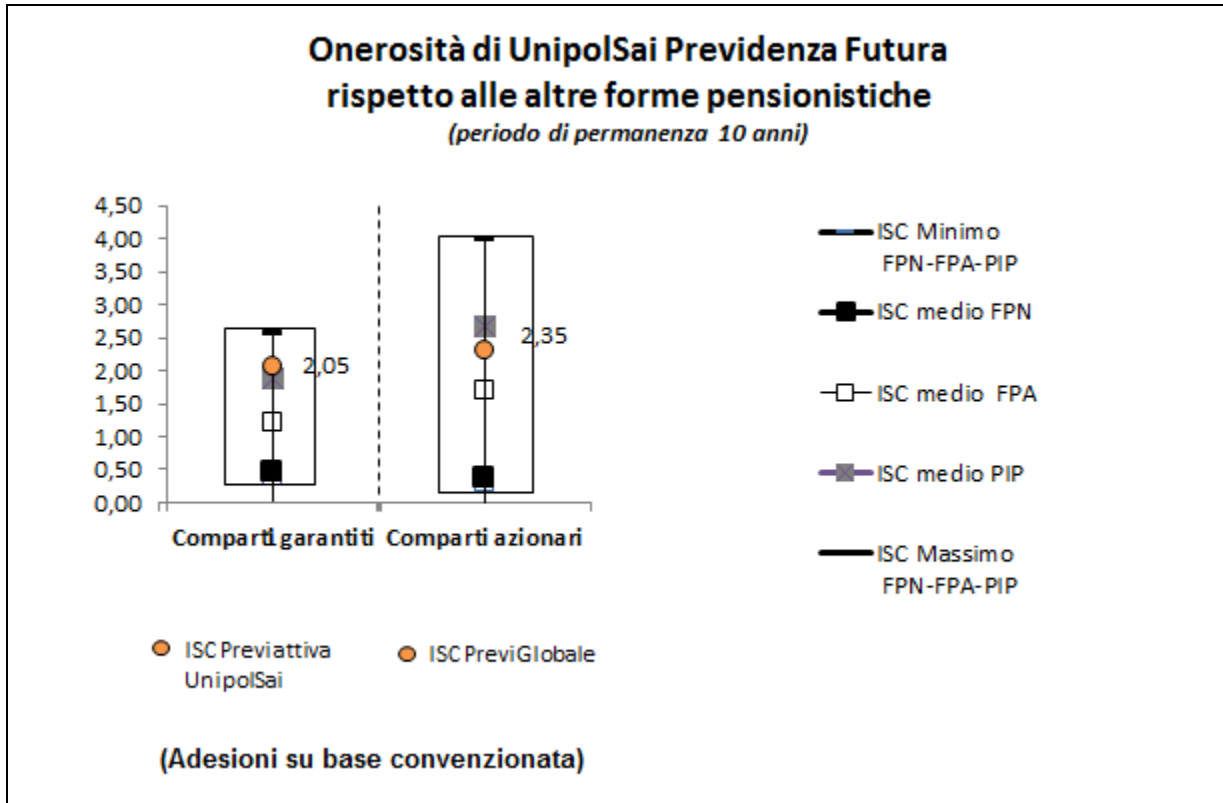 Onerosità di UnipolSai Previdenza Futura
rispetto alle altre forme pensionistiche
(periodo di permanenza 10 anni)
4,50
4,00
3,50
3,00
2,50
2,00
1,50
1,00
0,50
0,00
2,05
2,35
Comparti garantiti
Comparti azionari
ISC Minimo
FPN-FPA-PIP
ISC medio FPN
ISC medio FPA
ISC medio PIP
ISC Massimo
FPN-FPA-PIP
ISC Previattiva
UnipolSai
ISC PreviGlobale
(Adesioni su base convenzionata)